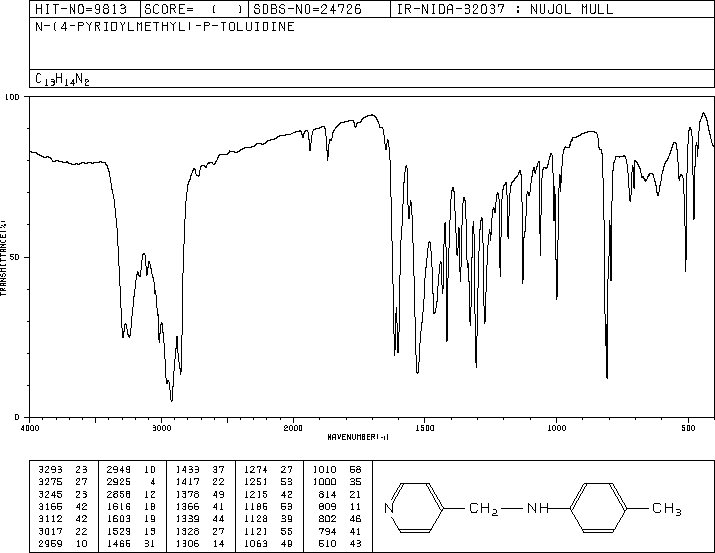 HIT-NO=9813 SCORE= ( ) SDBS-NO=24726 IR-NIDA-32037 : NUJOL MULL
N-(4-PYRIDYLMETHYL)-P-TOLUIDINE
C13H14N2
100
50
0
TRANSMITTANCE(%)
4000 3000 2000 1500 1000 500
WAVENUMBER(-1)
3293 23 2949 10 1439 37 1274 27 1010 58
3275 27 2925 4 1417 22 1251 53 1000 35
3245 23 2858 12 1378 49 1215 42 814 21
3165 42 1616 18 1366 41 1186 53 809 11
3112 42 1603 19 1339 44 1128 39 802 46
3017 22 1529 13 1328 27 1121 55 794 41
2959 10 1465 31 1306 14 1063 49 510 43
N CH2 NH CH3